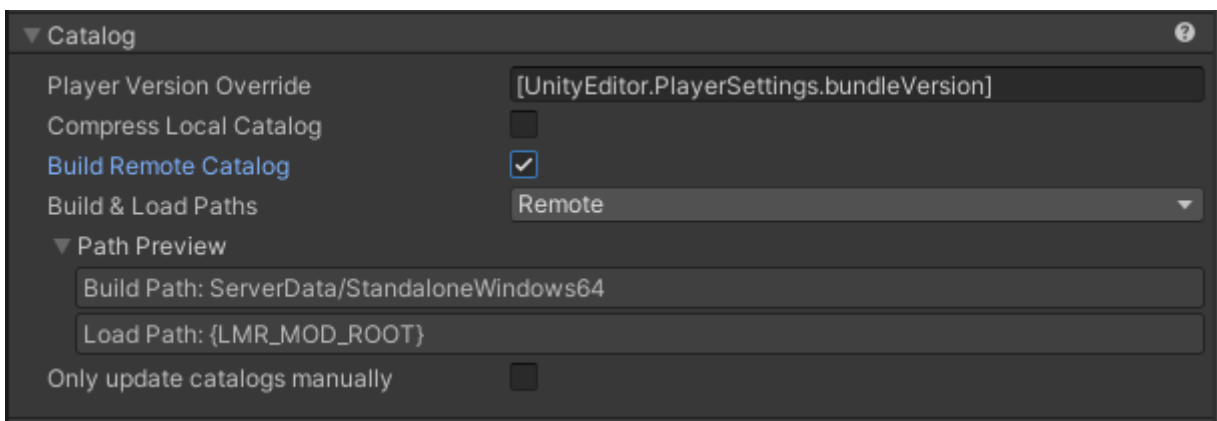 Catalog
Player Version Override [UnityEditor.PlayerSettings.bundleVersion]
Compress Local Catalog
Build Remote Catalog
Build & Load Paths Remote
Path Preview
Build Path: ServerData/StandaloneWindows64
Load Path: {LMR_MOD_ROOT}
Only update catalogs manually